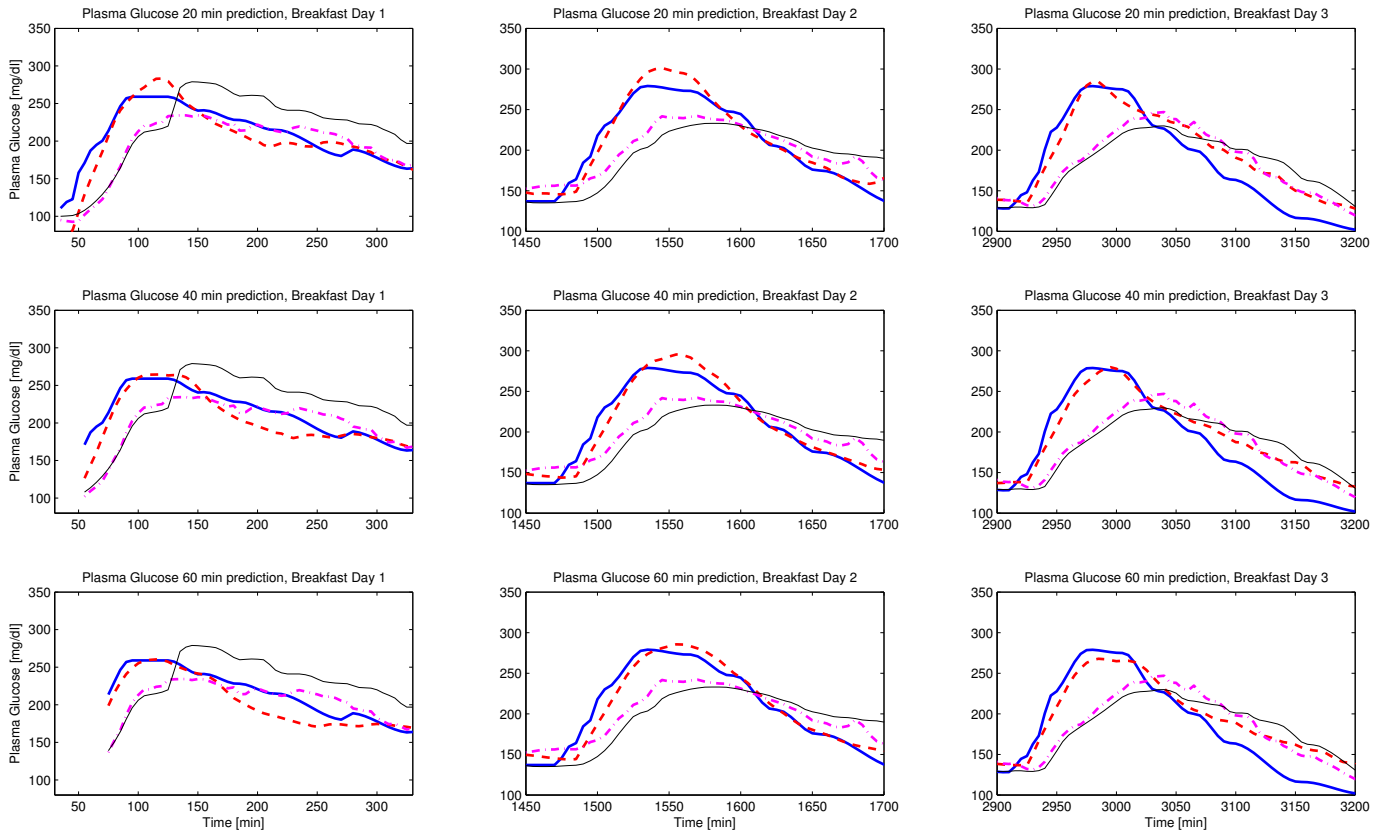 Plasma Glucose 20 min prediction, Breakfast Day 1
Plasma Glucose [mg/dl]
350
300
250
200
150
100
50 100 150 200 250 300
Plasma Glucose 20 min prediction, Breakfast Day 2
350
300
250
200
150
100
1450 1500 1550 1600 1650 1700
Plasma Glucose 20 min prediction, Breakfast Day 3
350
300
250
200
150
100
2900 2950 3000 3050 3100 3150 3200
Plasma Glucose 40 min prediction, Breakfast Day 1
Plasma Glucose [mg/dl]
350
300
250
200
150
100
50 100 150 200 250 300
Plasma Glucose 40 min prediction, Breakfast Day 2
350
300
250
200
150
100
1450 1500 1550 1600 1650 1700
Plasma Glucose 40 min prediction, Breakfast Day 3
350
300
250
200
150
100
2900 2950 3000 3050 3100 3150 3200
Plasma Glucose 60 min prediction, Breakfast Day 1
Plasma Glucose [mg/dl]
350
300
250
200
150
100
50 100 150 200 250 300
Time [min]
Plasma Glucose 60 min prediction, Breakfast Day 2
350
300
250
200
150
100
1450 1500 1550 1600 1650 1700
Time [min]
Plasma Glucose 60 min prediction, Breakfast Day 3
350
300
250
200
150
100
2900 2950 3000 3050 3100 3150 3200
Time [min]